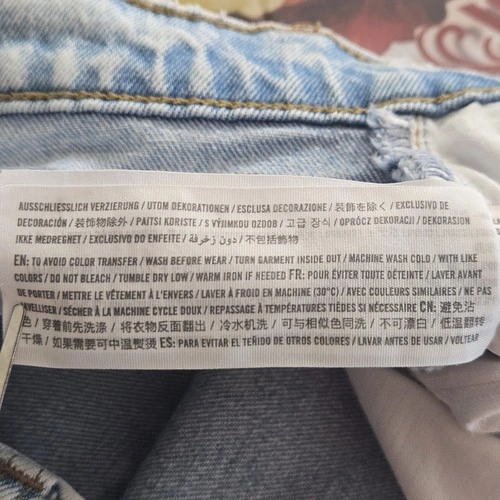 AUSSCHLIESSLICH VERZIERUNG / UTOM DEKORATIONEN / ESCLUSA DECORAZIONE / 装飾を除く / EXCLUSIVO DE
DECORACIÓN / 装饰物除外 / PAITSI KORISTE / S VÝJIMKOU OZDOB / 고급 장식 / OPRÓCZ DEKORACJI / DEKORASJON
IKKE MEDREGNET / EXCLUSIVO DO ENFEITE / دون زخرفة / 不包括飾物
EN: TO AVOID COLOR TRANSFER / WASH BEFORE WEAR / TURN GARMENT INSIDE OUT / MACHINE WASH COLD / WITH LIKE
COLORS / DO NOT BLEACH / TUMBLE DRY LOW / WARM IRON IF NEEDED FR: POUR ÉVITER TOUTE DÉTEINTE / LAVER AVANT
DE PORTER / METTRE LE VÊTEMENT À L'ENVERS / LAVER À FROID EN MACHINE (30°C) / AVEC COULEURS SIMILAIRES / NE PAS
JAVELLISER / SÉCHER À LA MACHINE CYCLE DOUX / REPASSAGE À TEMPÉRATURES TIÈDES SI NÉCESSAIRE CN: 避免沾
色 / 穿着前先洗涤 / 将衣物反面翻出 / 冷水机洗 / 可与相似色同洗 / 不可漂白 / 低温翻转
干燥 / 如果需要可中温熨烫 ES: PARA EVITAR EL TEÑIDO DE OTROS COLORES / LAVAR ANTES DE USAR / VOLTEAR